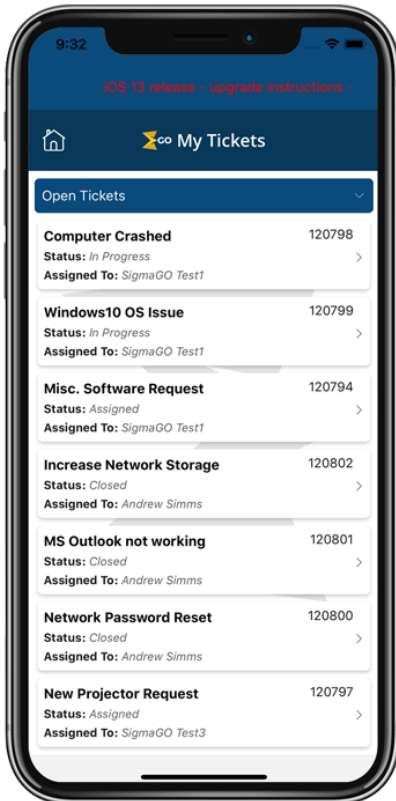 9:32
iOS 13 release - upgrade instructions -
GO My Tickets
Open Tickets
Computer Crashed 120798
Status: In Progress
Assigned To: SigmaGO Test1
Windows10 OS Issue 120799
Status: In Progress
Assigned To: SigmaGO Test1
Misc. Software Request 120794
Status: Assigned
Assigned To: SigmaGO Test1
Increase Network Storage 120802
Status: Closed
Assigned To: Andrew Simms
MS Outlook not working 120801
Status: Closed
Assigned To: Andrew Simms
Network Password Reset 120800
Status: Closed
Assigned To: Andrew Simms
New Projector Request 120797
Status: Assigned
Assigned To: SigmaGO Test3